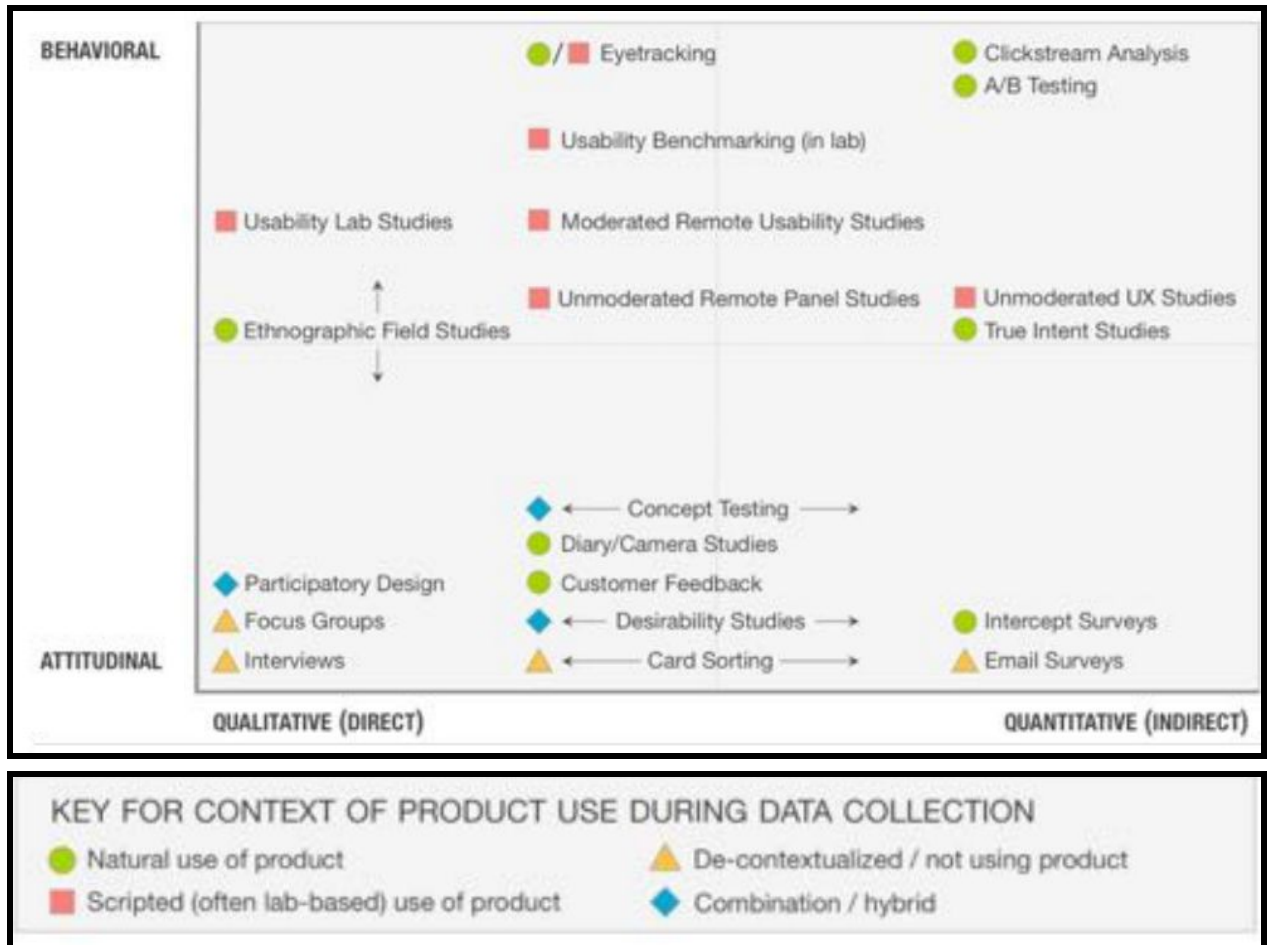 BEHAVIORAL
/ Eyetracking
Clickstream Analysis
A/B Testing
Usability Benchmarking (in lab)
Usability Lab Studies
Moderated Remote Usability Studies
Unmoderated Remote Panel Studies
Unmoderated UX Studies
Ethnographic Field Studies
True Intent Studies
Concept Testing
Diary/Camera Studies
Participatory Design
Customer Feedback
Focus Groups
Desirability Studies
Intercept Surveys
ATTITUDINAL
Interviews
Card Sorting
Email Surveys
QUALITATIVE (DIRECT)
QUANTITATIVE (INDIRECT)
KEY FOR CONTEXT OF PRODUCT USE DURING DATA COLLECTION
Natural use of product
De-contextualized / not using product
Scripted (often lab-based) use of product
Combination / hybrid